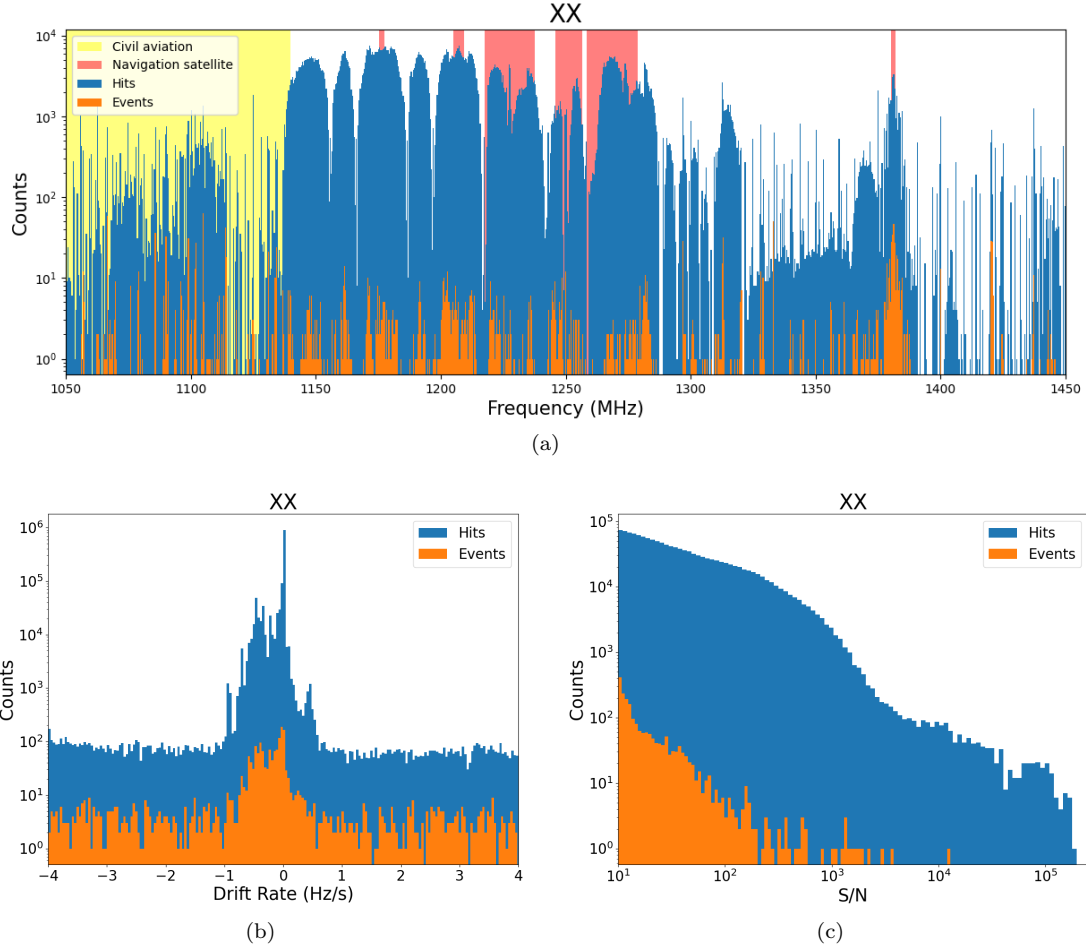 XX
Civil aviation
Navigation satellite
Hits
Events
10⁴
10³
10²
10¹
10⁰
Counts
1050 1100 1150 1200 1250 1300 1350 1400 1450
Frequency (MHz)
(a)
XX
Hits
Events
10⁶
10⁵
10⁴
10³
10²
10¹
10⁰
Counts
−4 −3 −2 −1 0 1 2 3 4
Drift Rate (Hz/s)
(b)
XX
Hits
Events
10⁵
10⁴
10³
10²
10¹
10⁰
Counts
10¹ 10² 10³ 10⁴ 10⁵
S/N
(c)